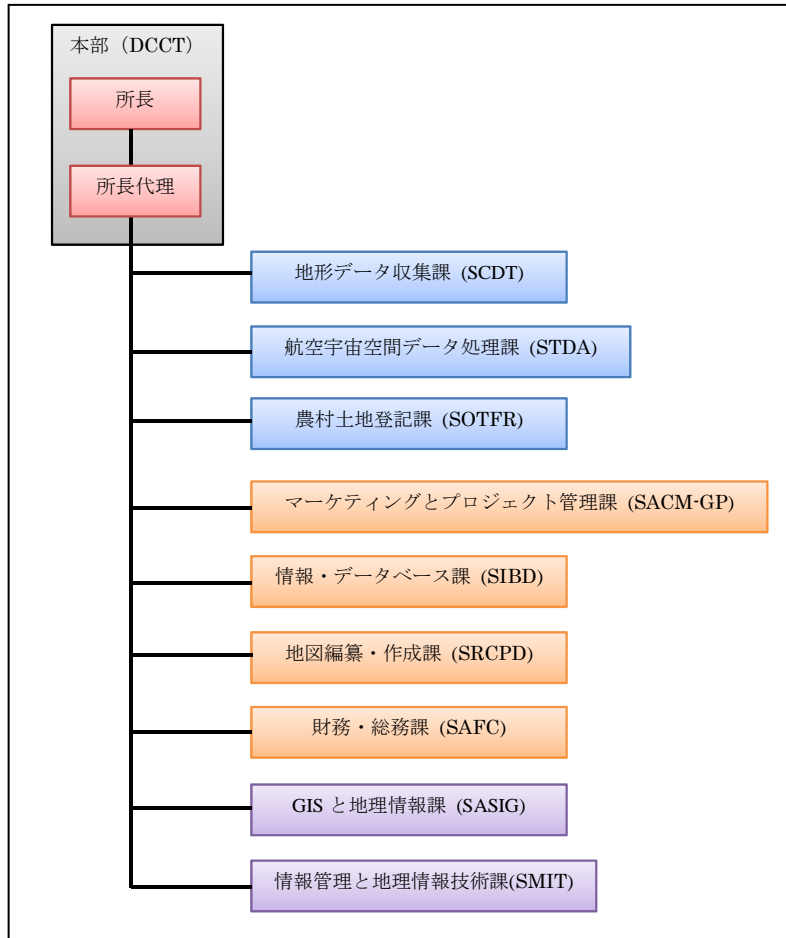 本部（DCCT）
所長
所長代理
地形データ収集課 (SCDT)
航空宇宙空間データ処理課 (STDA)
農村土地登記課 (SOTFR)
マーケティングとプロジェクト管理課 (SACM-GP)
情報・データベース課 (SIBD)
地図編纂・作成課 (SRCPD)
財務・総務課 (SAFC)
GIS と地理情報課 (SASIG)
情報管理と地理情報技術課(SMIT)